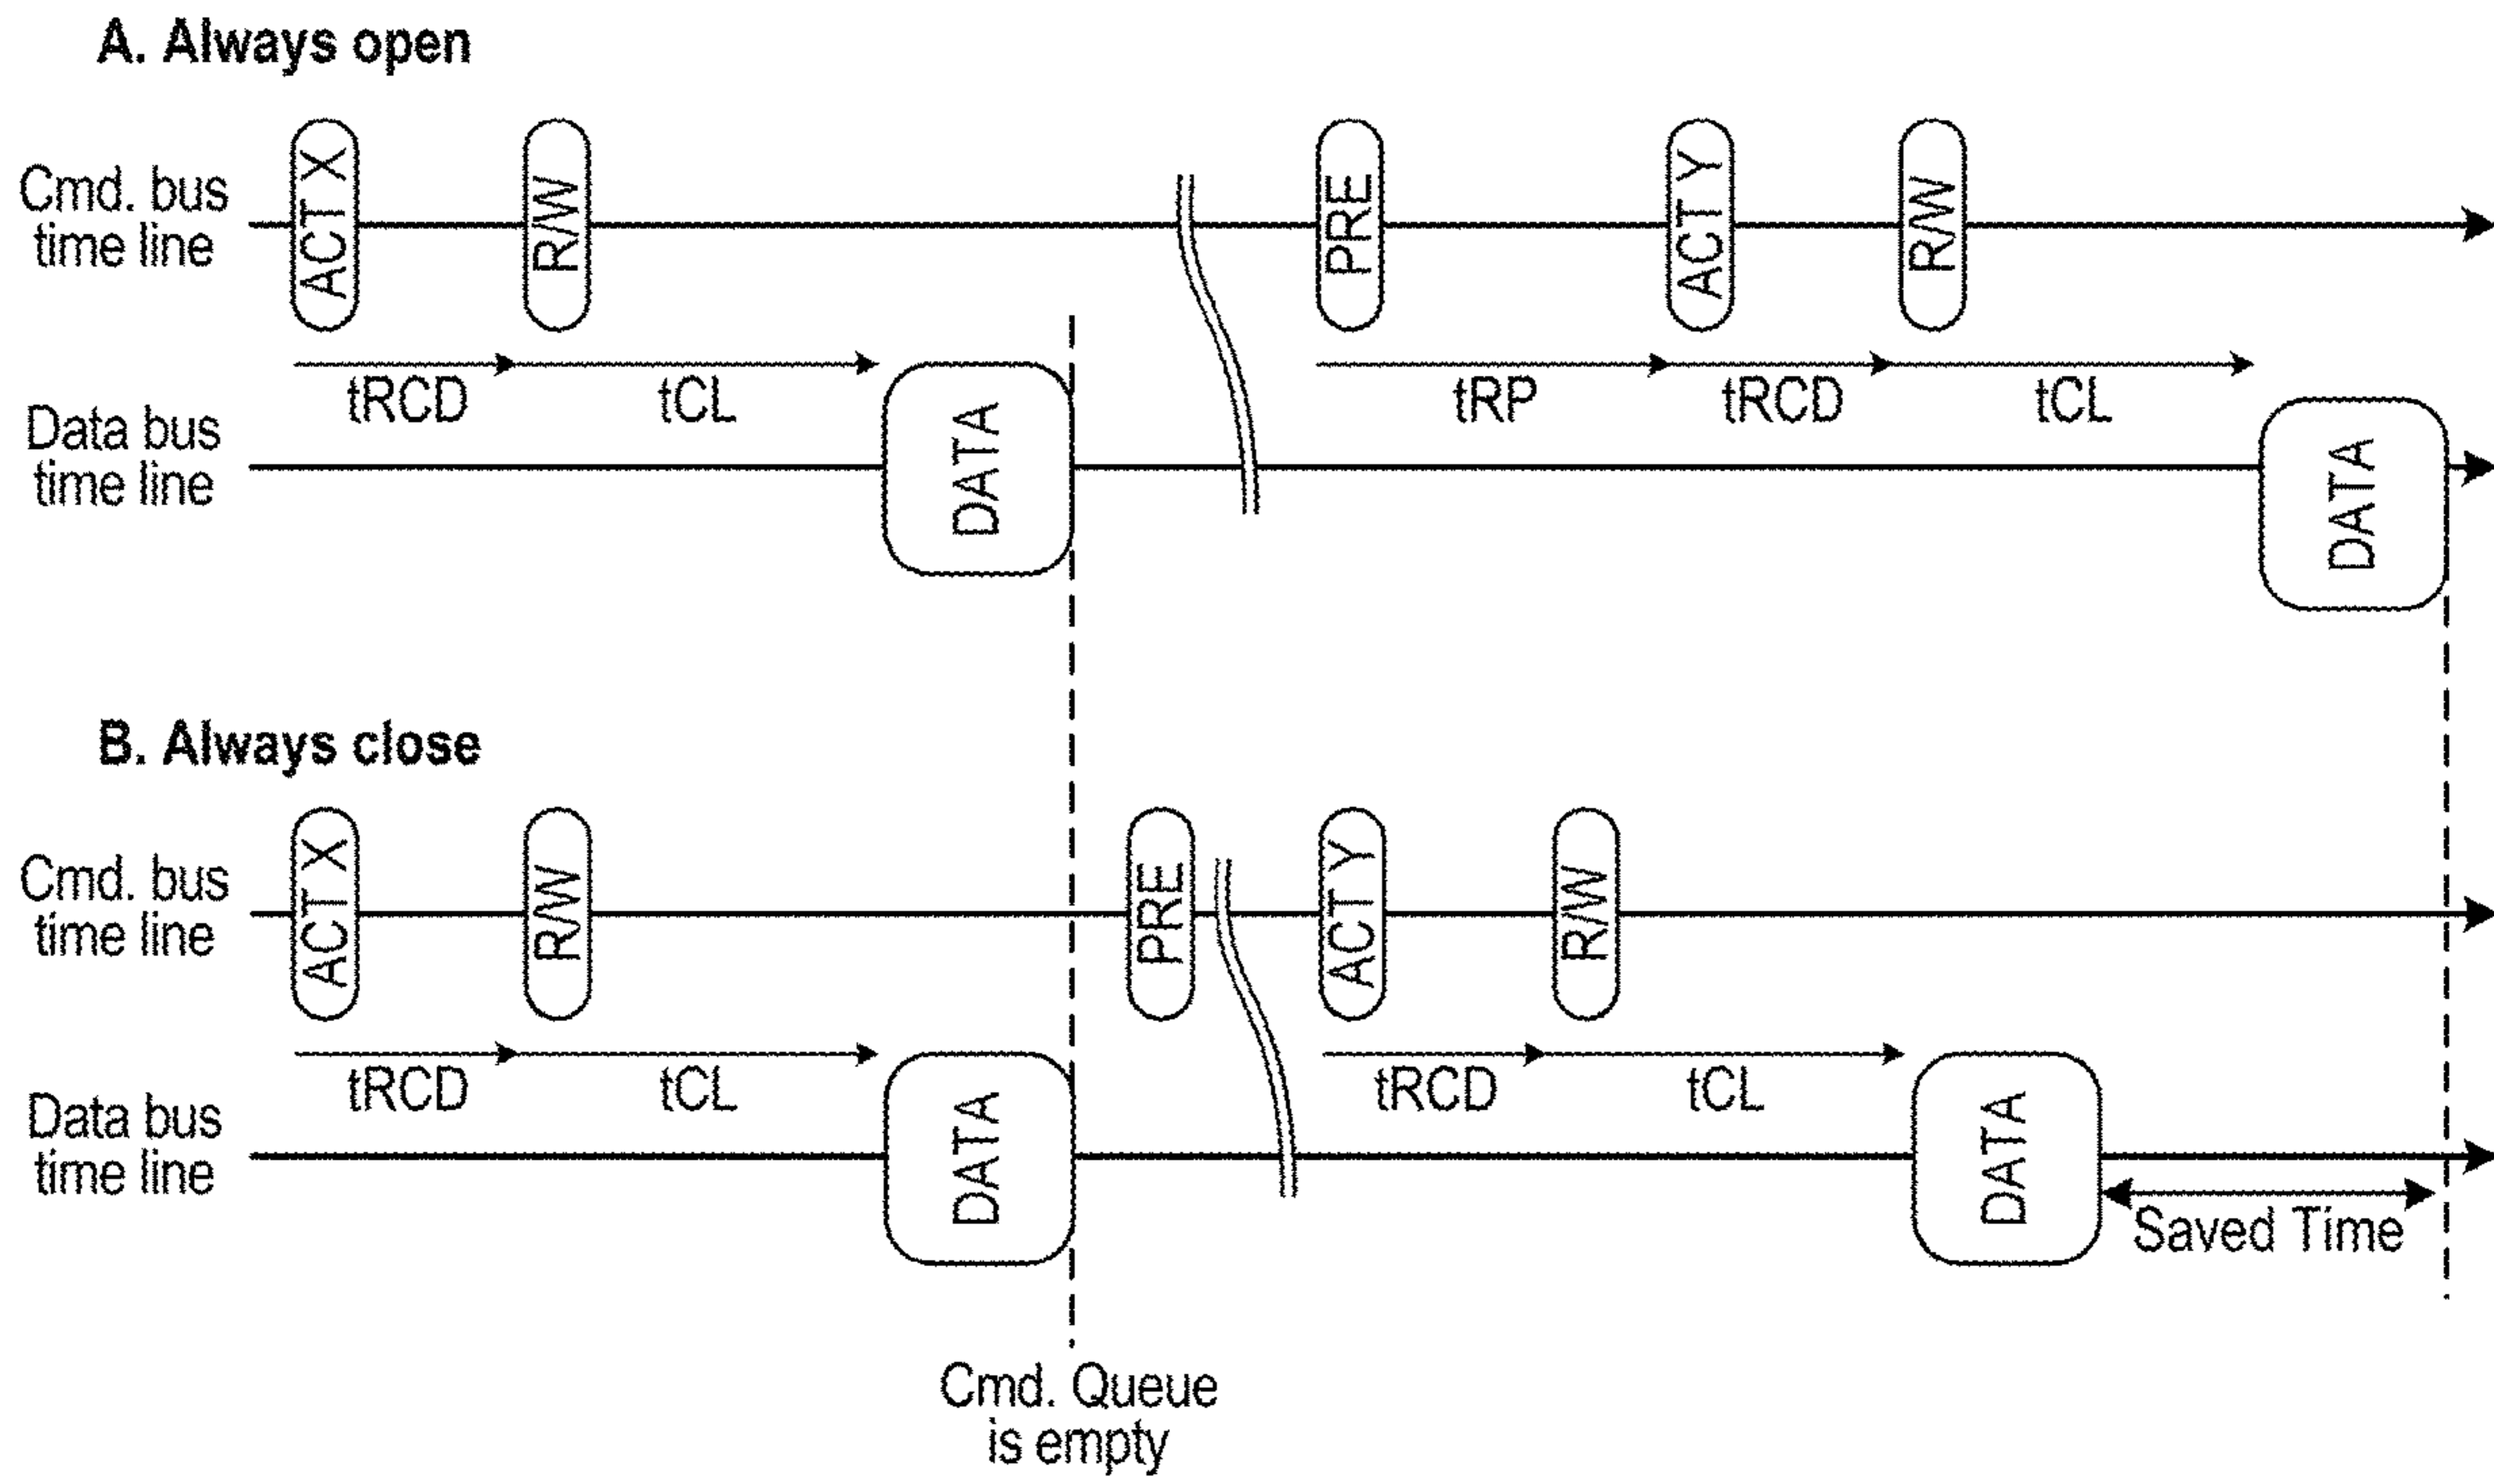 A. Always open
Cmd. bus
time line
ACT X
R/W
PRE
ACT Y
R/W
tRCD
tCL
tRP
tRCD
tCL
Data bus
time line
DATA
DATA
B. Always close
Cmd. bus
time line
ACT X
R/W
PRE
ACT Y
R/W
tRCD
tCL
tRCD
tCL
Data bus
time line
DATA
DATA
Saved Time
Cmd. Queue
is empty